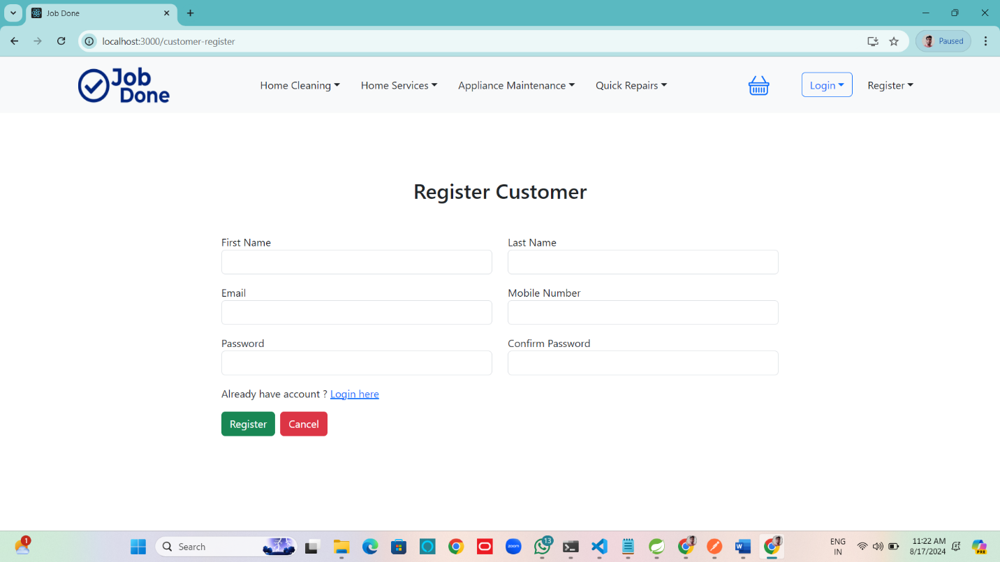 Job Done
localhost:3000/customer-register
Paused
Job Done
Home Cleaning
Home Services
Appliance Maintenance
Quick Repairs
Login
Register
Register Customer
First Name
Last Name
Email
Mobile Number
Password
Confirm Password
Already have account ? Login here
Register
Cancel
1
Search
zoom
13
W
PRE
ENG
IN
11:22 AM
8/17/2024